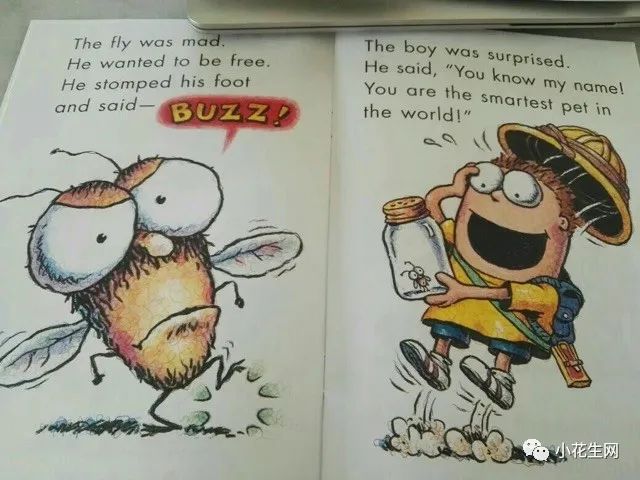 The fly was mad.
He wanted to be free.
He stomped his foot
and said—
BUZZ!
The boy was surprised.
He said, "You know my name!
You are the smartest pet in
the world!"
小花生网